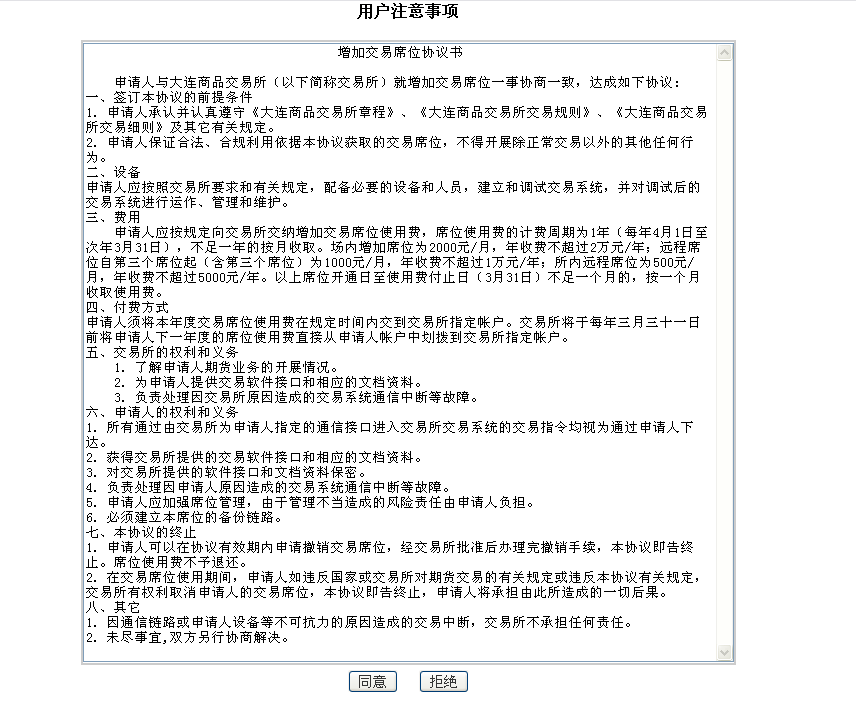 用户注意事项
增加交易席位协议书
申请人与大连商品交易所（以下简称交易所）就增加交易席位一事协商一致，达成如下协议：
一、签订本协议的前提条件
1. 申请人承认并认真遵守《大连商品交易所章程》、《大连商品交易所交易规则》、《大连商品交易
所交易细则》及其它有关规定。
2. 申请人保证合法、合规利用依据本协议获取的交易席位，不得开展除正常交易以外的其他任何行
为。
二、设备
申请人应按照交易所要求和有关规定，配备必要的设备和人员，建立和调试交易系统，并对调试后的
交易系统进行运作、管理和维护。
三、费用
申请人应按规定向交易所交纳增加交易席位使用费，席位使用费的计费周期为1年（每年4月1日至
次年3月31日），不足一年的按月收取。场内增加席位为2000元/月，年收费不超过2万元/年；远程席
位自第三个席位起（含第三个席位）为1000元/月，年收费不超过1万元/年；所内远程席位为500元/
月，年收费不超过5000元/年。以上席位开通日至使用费付止日（3月31日）不足一个月的，按一个月
收取使用费。
四、付费方式
申请人须将本年度交易席位使用费在规定时间内交到交易所指定帐户。交易所将于每年三月三十一日
前将申请人下一年度的席位使用费直接从申请人帐户中划拨到交易所指定帐户。
五、交易所的权利和义务
1. 了解申请人期货业务的开展情况。
2. 为申请人提供交易软件接口和相应的文档资料。
3. 负责处理因交易所原因造成的交易系统通信中断等故障。
六、申请人的权利和义务
1. 所有通过由交易所为申请人指定的通信接口进入交易所交易系统的交易指令均视为通过申请人下
达。
2. 获得交易所提供的交易软件接口和相应的文档资料。
3. 对交易所提供的软件接口和文档资料保密。
4. 负责处理因申请人原因造成的交易系统通信中断等故障。
5. 申请人应加强席位管理，由于管理不当造成的风险责任由申请人负担。
6. 必须建立本席位的备份链路。
七、本协议的终止
1. 申请人可以在协议有效期内申请撤销交易席位，经交易所批准后办理完撤销手续，本协议即告终
止。席位使用费不予退还。
2. 在交易席位使用期间，申请人如违反国家或交易所对期货交易的有关规定或违反本协议有关规定，
交易所有权利取消申请人的交易席位，本协议即告终止，申请人将承担由此所造成的一切后果。
八、其它
1. 因通信链路或申请人设备等不可抗力的原因造成的交易中断，交易所不承担任何责任。
2. 未尽事宜,双方另行协商解决。
同意 拒绝